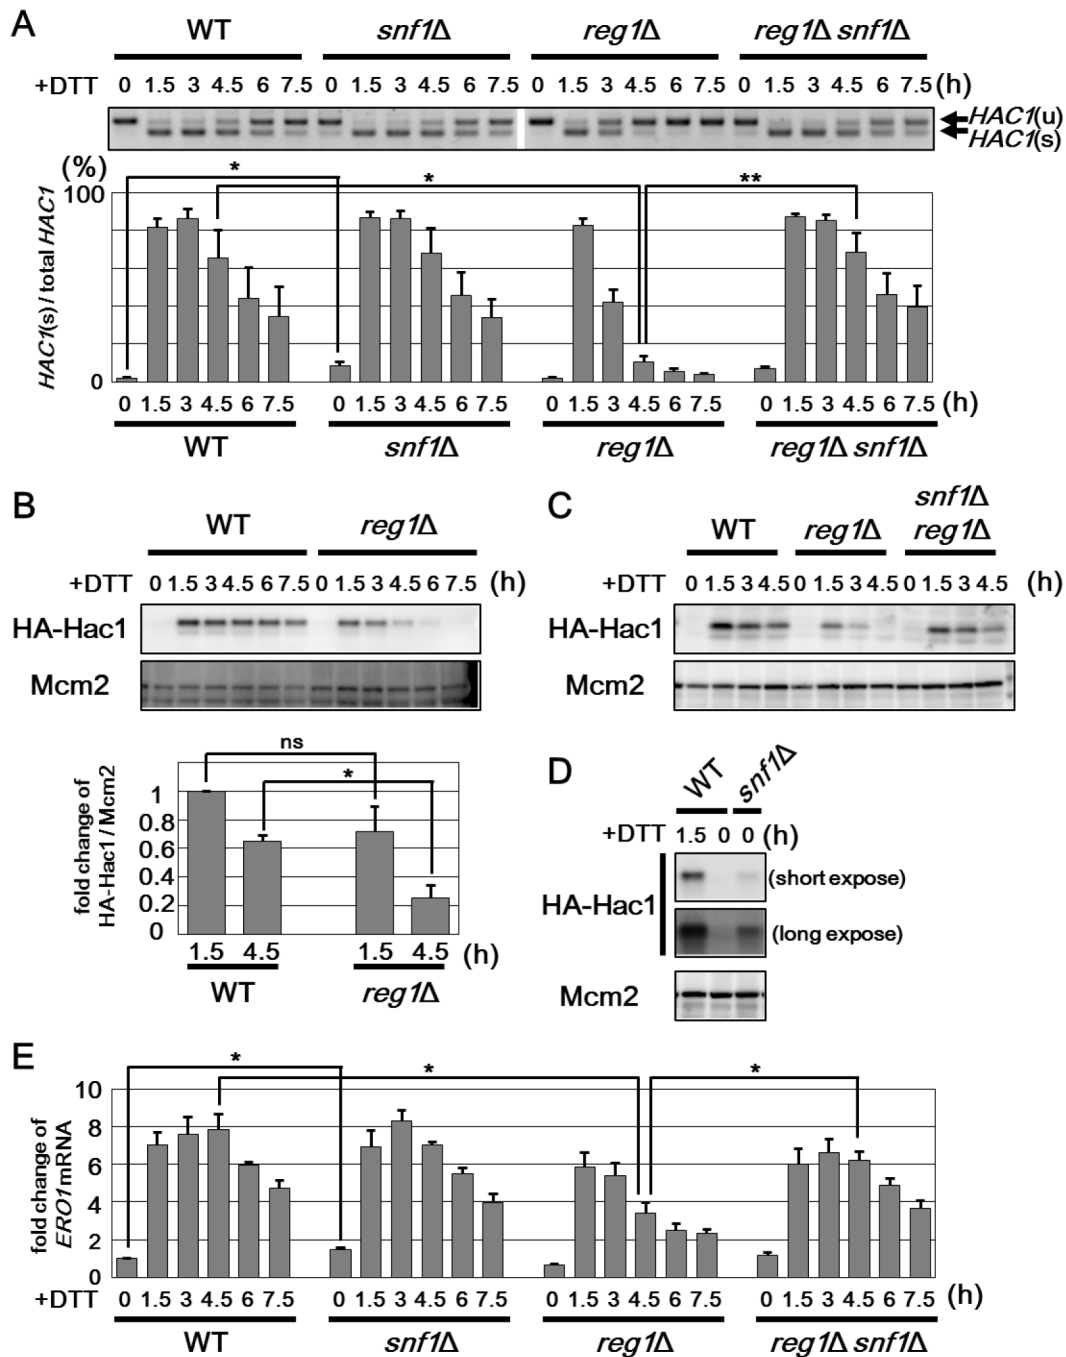 A
WT snf1Δ reg1Δ reg1Δ snf1Δ
+DTT 0 1.5 3 4.5 6 7.5 0 1.5 3 4.5 6 7.5 0 1.5 3 4.5 6 7.5 0 1.5 3 4.5 6 7.5 (h)
HAC1(u)
HAC1(s)
(%)
* * **
100
HAC1(s) / total HAC1
0
0 1.5 3 4.5 6 7.5 0 1.5 3 4.5 6 7.5 0 1.5 3 4.5 6 7.5 0 1.5 3 4.5 6 7.5 (h)
WT snf1Δ reg1Δ reg1Δ snf1Δ
B
WT reg1Δ
+DTT 0 1.5 3 4.5 6 7.5 0 1.5 3 4.5 6 7.5 (h)
HA-Hac1
Mcm2
ns
*
fold change of
HA-Hac1 / Mcm2
1
0.8
0.6
0.4
0.2
0
1.5 4.5 1.5 4.5 (h)
WT reg1Δ
C
snf1Δ
WT reg1Δ reg1Δ
+DTT 0 1.5 3 4.5 0 1.5 3 4.5 0 1.5 3 4.5 (h)
HA-Hac1
Mcm2
D
WT snf1Δ
+DTT 1.5 0 0 (h)
HA-Hac1
(short expose)
(long expose)
Mcm2
E
* * *
fold change of
ERO1 mRNA
10
8
6
4
2
0
+DTT 0 1.5 3 4.5 6 7.5 0 1.5 3 4.5 6 7.5 0 1.5 3 4.5 6 7.5 0 1.5 3 4.5 6 7.5 (h)
WT snf1Δ reg1Δ reg1Δ snf1Δ